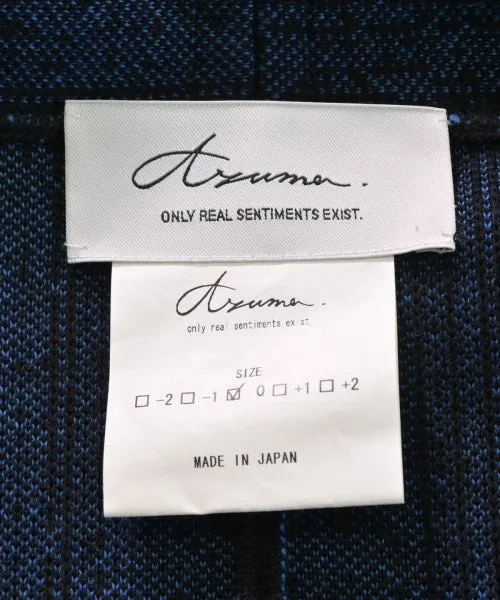 Azuma.
ONLY REAL SENTIMENTS EXIST.
Azuma.
only real sentiments exist
SIZE
☐ -2 ☐ -1 ☑ 0 ☐ +1 ☐ +2
MADE IN JAPAN